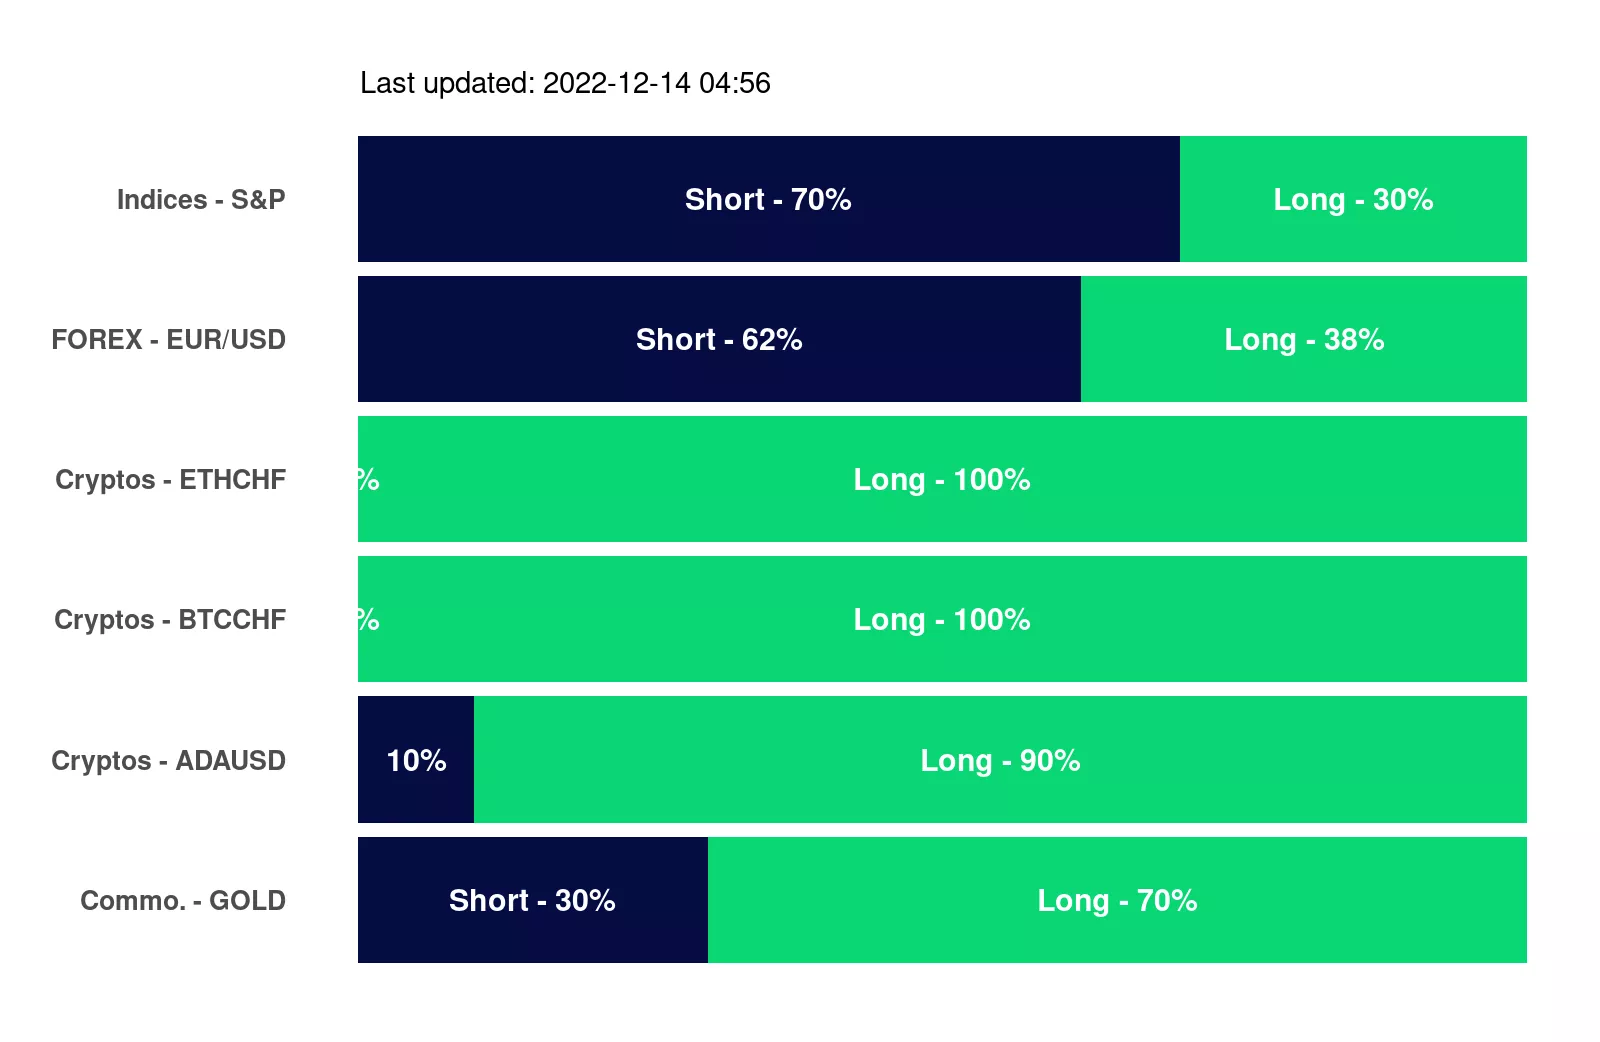 Last updated: 2022-12-14 04:56
Indices - S&P Short - 70% Long - 30%
FOREX - EUR/USD Short - 62% Long - 38%
Cryptos - ETHCHF % Long - 100%
Cryptos - BTCCHF % Long - 100%
Cryptos - ADAUSD 10% Long - 90%
Commo. - GOLD Short - 30% Long - 70%